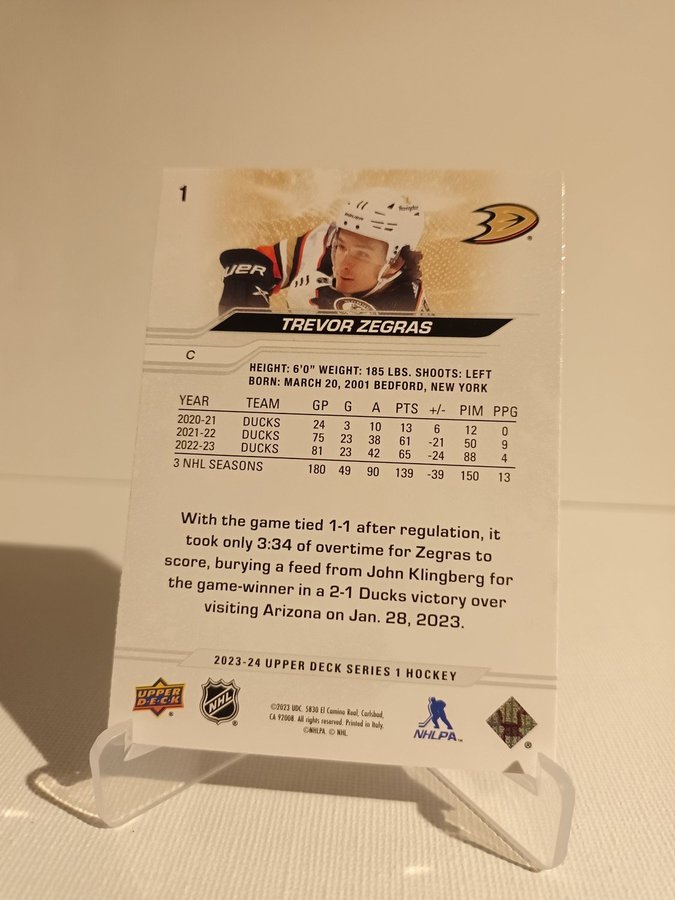 1
BAUER
TREVOR ZEGRAS
C
HEIGHT: 6'0" WEIGHT: 185 LBS. SHOOTS: LEFT
BORN: MARCH 20, 2001 BEDFORD, NEW YORK
YEAR TEAM GP G A PTS +/- PIM PPG
2020-21 DUCKS 24 3 10 13 6 12 0
2021-22 DUCKS 75 23 38 61 -21 50 9
2022-23 DUCKS 81 23 42 65 -24 88 4
3 NHL SEASONS 180 49 90 139 -39 150 13
With the game tied 1-1 after regulation, it
took only 3:34 of overtime for Zegras to
score, burying a feed from John Klingberg for
the game-winner in a 2-1 Ducks victory over
visiting Arizona on Jan. 28, 2023.
2023-24 UPPER DECK SERIES 1 HOCKEY
UPPER
DECK
NHL
©2023 UDC. 5830 El Camino Real, Carlsbad,
CA 92008. All rights reserved. Printed in Italy.
©NHLPA. © NHL.
NHLPA